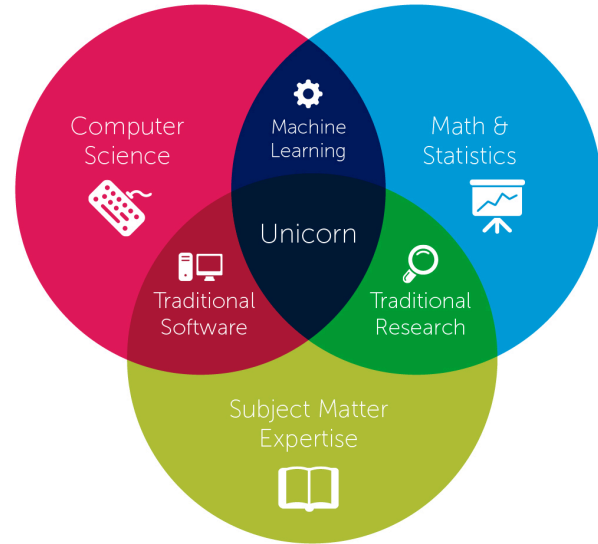 Computer
Science
Machine
Learning
Math &
Statistics
Unicorn
Traditional
Software
Traditional
Research
Subject Matter
Expertise